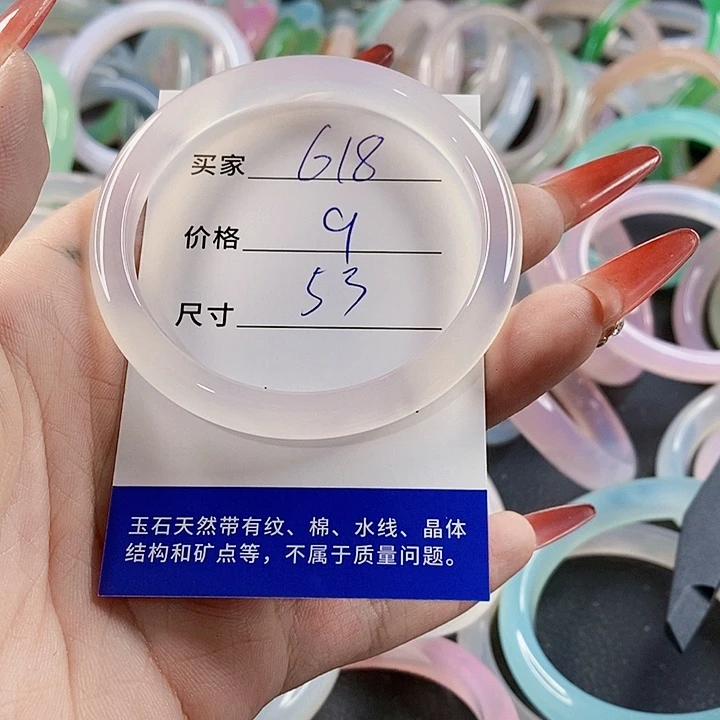 买家 618
价格 9
尺寸 53
玉石天然带有纹、棉、水线、晶体
结构和矿点等，不属于质量问题。